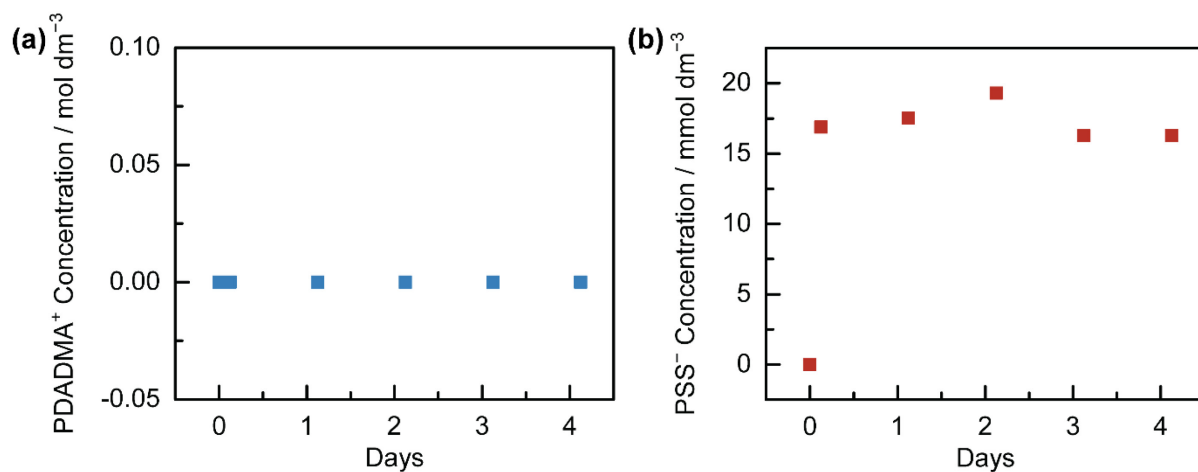 (a)
PDADMA⁺ Concentration / mol dm⁻³
0.10
0.05
0.00
-0.05
0 1 2 3 4
Days
(b)
PSS⁻ Concentration / mmol dm⁻³
20
15
10
5
0
0 1 2 3 4
Days